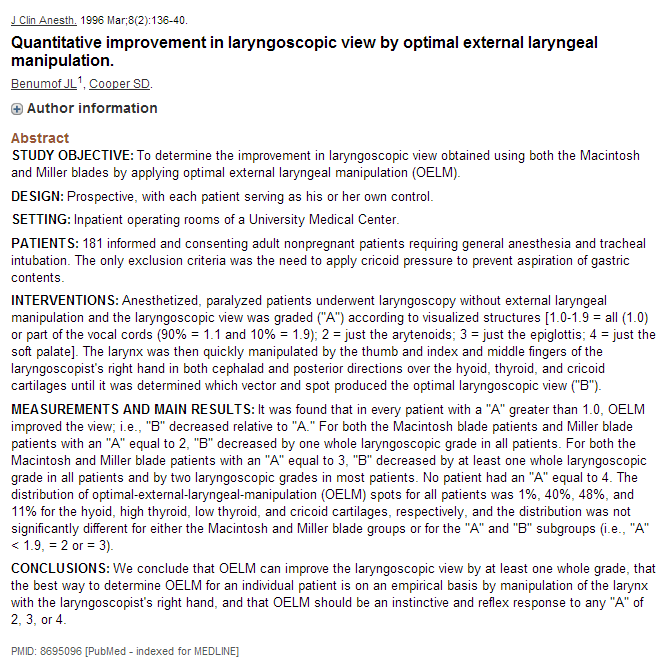 J Clin Anesth. 1996 Mar;8(2):136-40.
Quantitative improvement in laryngoscopic view by optimal external laryngeal
manipulation.
Benumof JL1, Cooper SD.
Author information
Abstract
STUDY OBJECTIVE: To determine the improvement in laryngoscopic view obtained using both the Macintosh
and Miller blades by applying optimal external laryngeal manipulation (OELM).
DESIGN: Prospective, with each patient serving as his or her own control.
SETTING: Inpatient operating rooms of a University Medical Center.
PATIENTS: 181 informed and consenting adult nonpregnant patients requiring general anesthesia and tracheal
intubation. The only exclusion criteria was the need to apply cricoid pressure to prevent aspiration of gastric
contents.
INTERVENTIONS: Anesthetized, paralyzed patients underwent laryngoscopy without external laryngeal
manipulation and the laryngoscopic view was graded ("A") according to visualized structures [1.0-1.9 = all (1.0)
or part of the vocal cords (90% = 1.1 and 10% = 1.9); 2 = just the arytenoids; 3 = just the epiglottis; 4 = just the
soft palate]. The larynx was then quickly manipulated by the thumb and index and middle fingers of the
laryngoscopist's right hand in both cephalad and posterior directions over the hyoid, thyroid, and cricoid
cartilages until it was determined which vector and spot produced the optimal laryngoscopic view ("B").
MEASUREMENTS AND MAIN RESULTS: It was found that in every patient with a "A" greater than 1.0, OELM
improved the view; i.e., "B" decreased relative to "A." For both the Macintosh blade patients and Miller blade
patients with an "A" equal to 2, "B" decreased by one whole laryngoscopic grade in all patients. For both the
Macintosh and Miller blade patients with an "A" equal to 3, "B" decreased by at least one whole laryngoscopic
grade in all patients and by two laryngoscopic grades in most patients. No patient had an "A" equal to 4. The
distribution of optimal-external-laryngeal-manipulation (OELM) spots for all patients was 1%, 40%, 48%, and
11% for the hyoid, high thyroid, low thyroid, and cricoid cartilages, respectively, and the distribution was not
significantly different for either the Macintosh and Miller blade groups or for the "A" and "B" subgroups (i.e., "A"
< 1.9, = 2 or = 3).
CONCLUSIONS: We conclude that OELM can improve the laryngoscopic view by at least one whole grade, that
the best way to determine OELM for an individual patient is on an empirical basis by manipulation of the larynx
with the laryngoscopist's right hand, and that OELM should be an instinctive and reflex response to any "A" of
2, 3, or 4.
PMID: 8695096 [PubMed - indexed for MEDLINE]